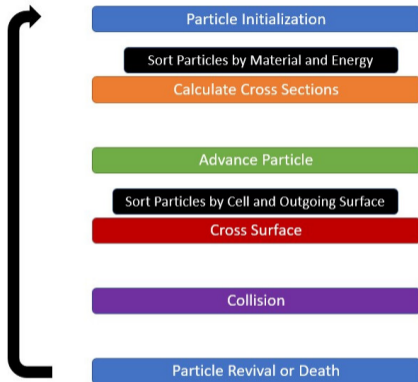 Particle Initialization
Sort Particles by Material and Energy
Calculate Cross Sections
Advance Particle
Sort Particles by Cell and Outgoing Surface
Cross Surface
Collision
Particle Revival or Death